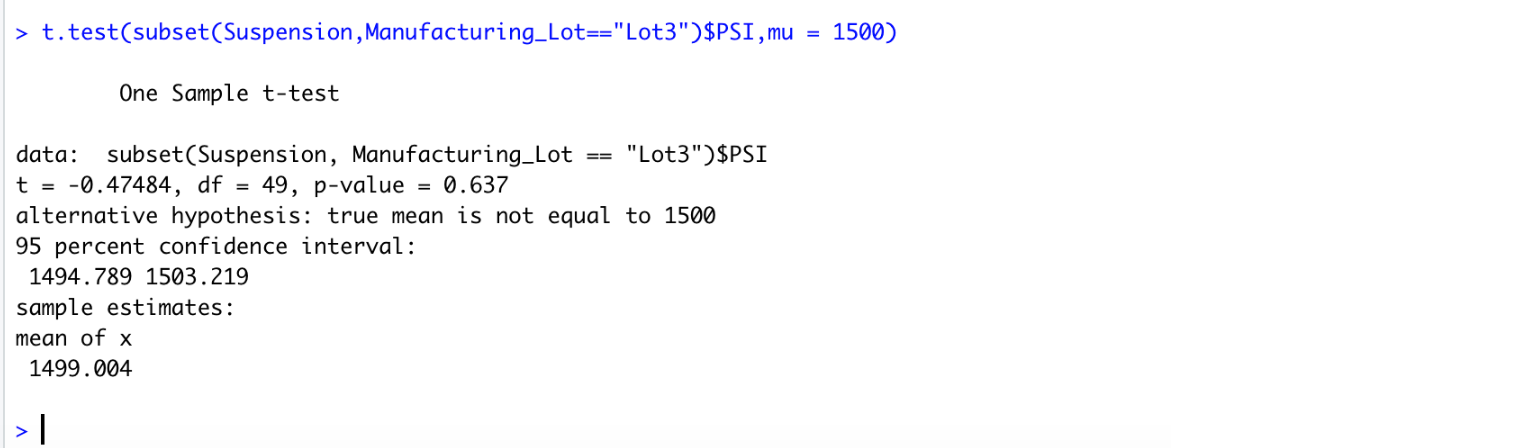 > t.test(subset(Suspension,Manufacturing_Lot=="Lot3")$PSI,mu = 1500)
One Sample t-test
data:  subset(Suspension, Manufacturing_Lot == "Lot3")$PSI
t = -0.47484, df = 49, p-value = 0.637
alternative hypothesis: true mean is not equal to 1500
95 percent confidence interval:
1494.789 1503.219
sample estimates:
mean of x
1499.004
>